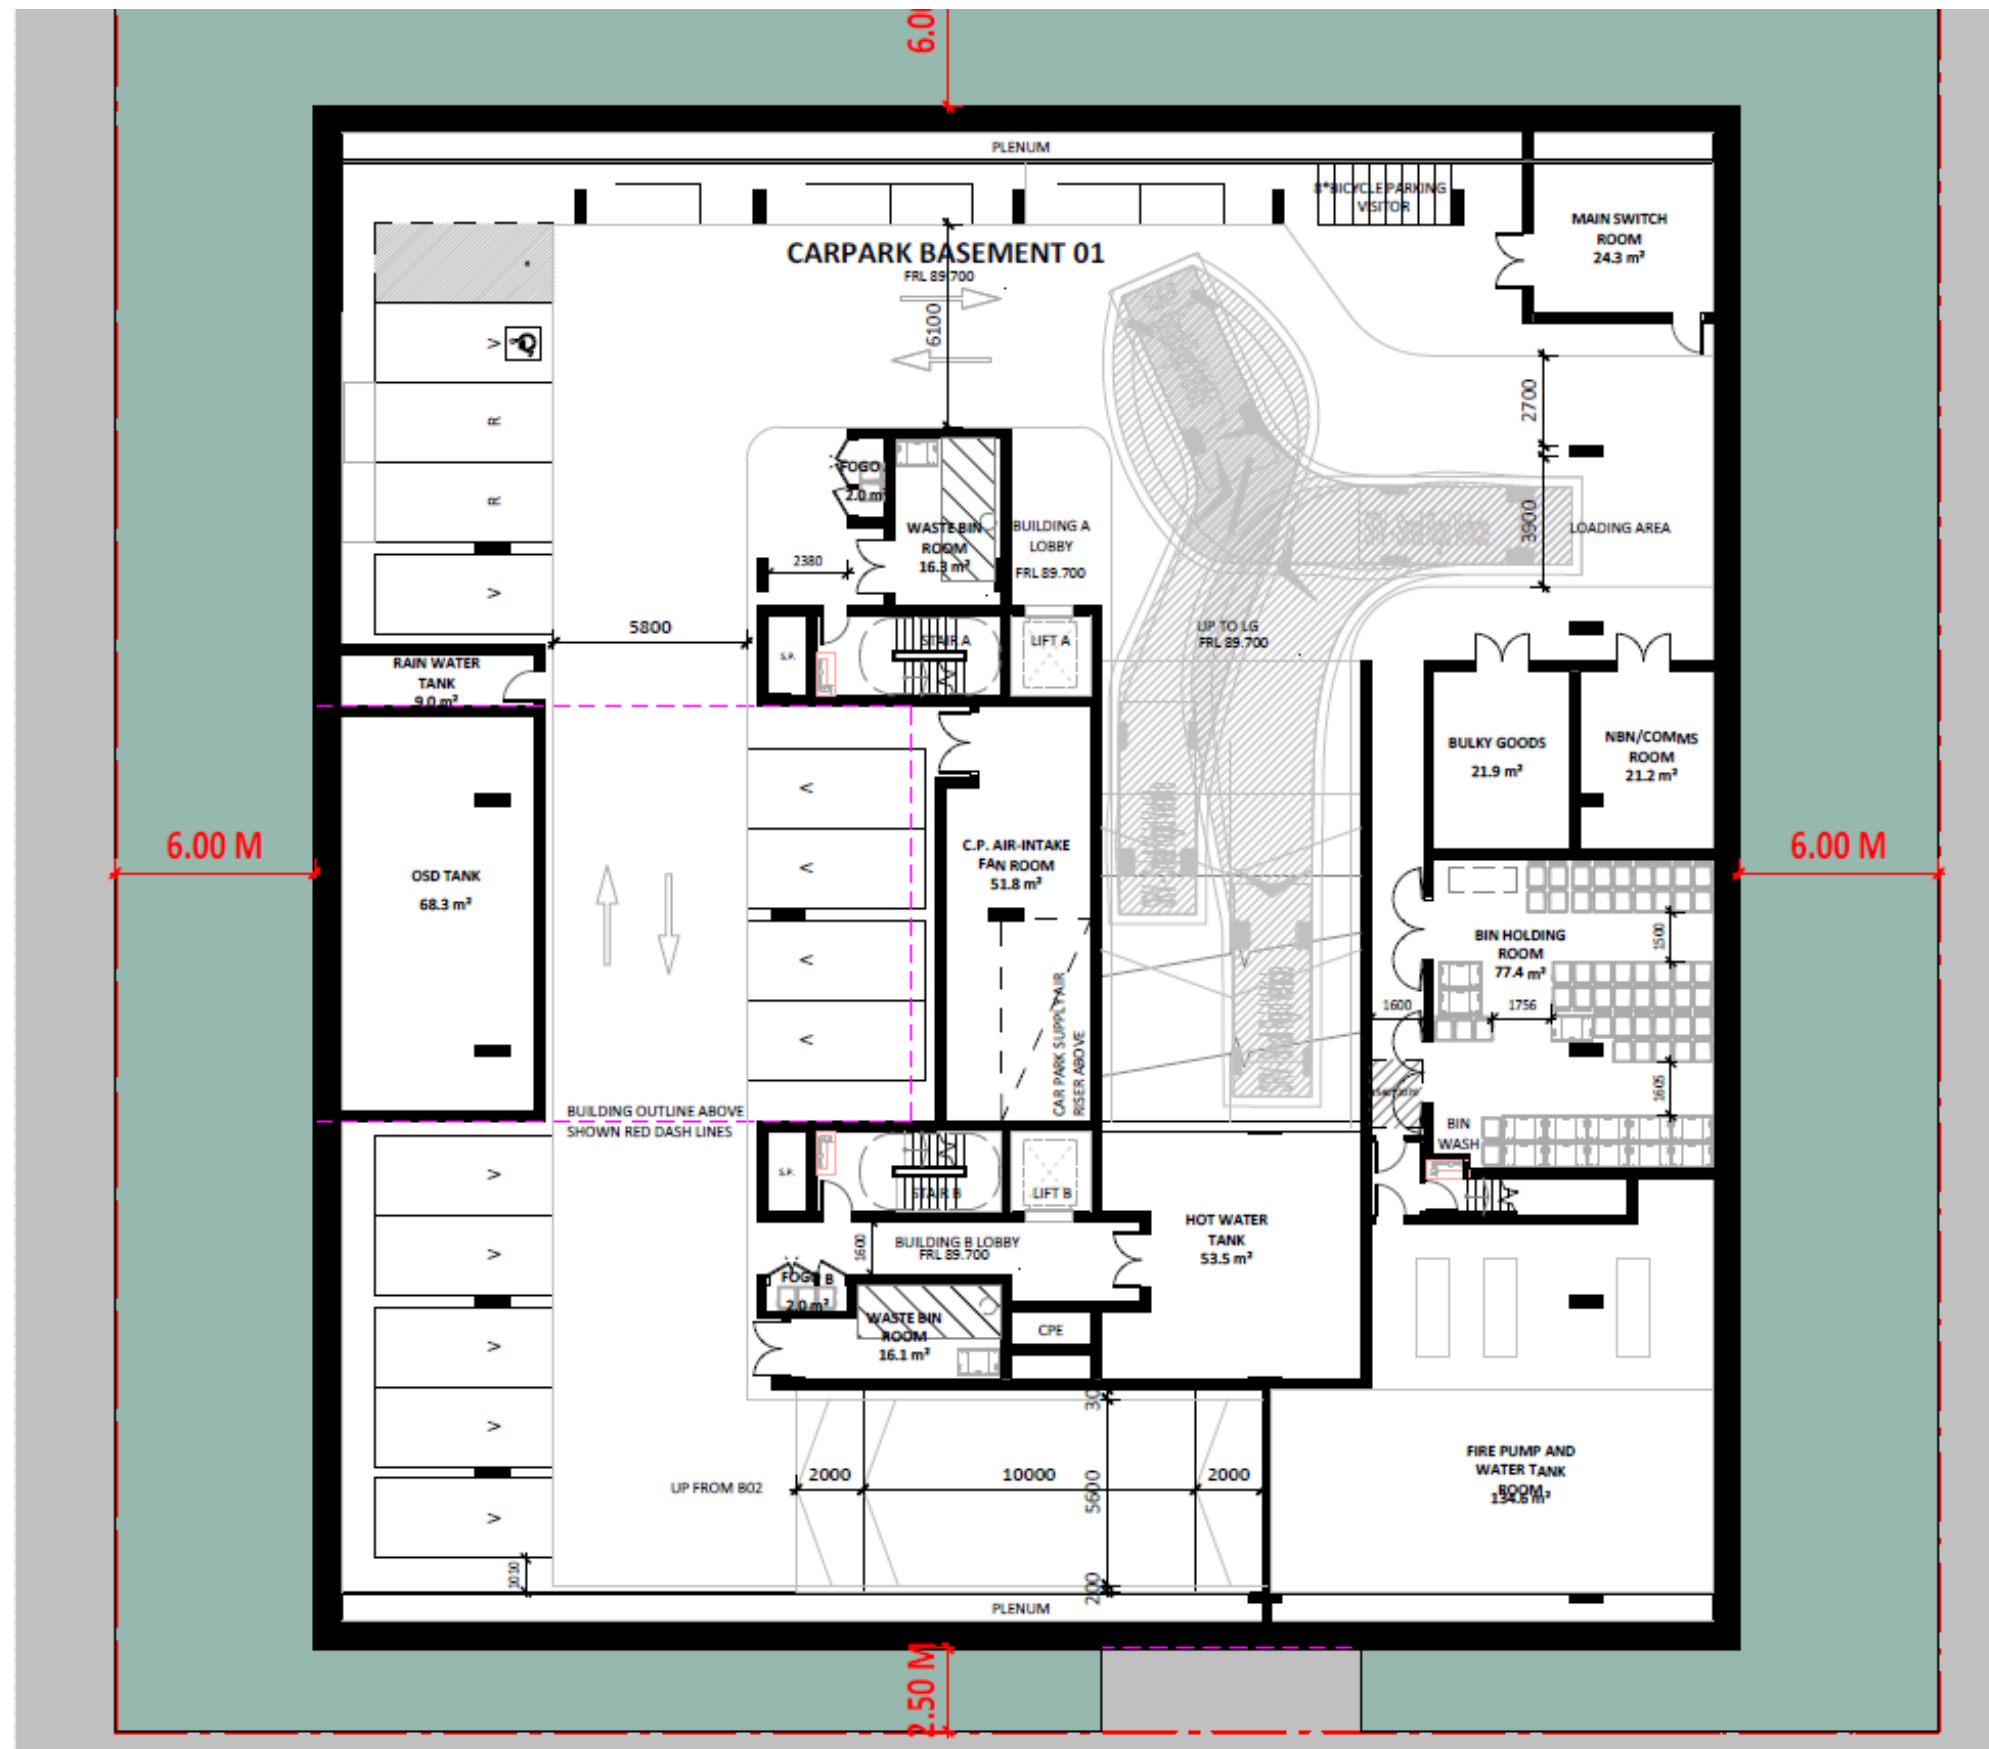 6.0
PLENUM
8*BICYCLE PARKING
VISITOR
MAIN SWITCH
ROOM
24.3 m²
CARPARK BASEMENT 01
FRL 89.700
6100
V
R
R
V
2700
3900
LOADING AREA
FOGO
2.0 m²
WASTE BIN
ROOM
16.3 m²
BUILDING A
LOBBY
FRL 89.700
2380
5800
S.P.
STAIR A
LIFT A
UP TO LG
FRL 89.700
RAIN WATER
TANK
9.0 m²
BULKY GOODS
21.9 m²
NBN/COMMS
ROOM
21.2 m²
V
V
V
V
6.00 M
6.00 M
OSD TANK
68.3 m²
C.P. AIR-INTAKE
FAN ROOM
51.8 m²
CAR PARK SUPPLY AIR
RISER ABOVE
BIN HOLDING
ROOM
77.4 m²
1500
1600
1756
1605
BIN
WASH
BUILDING OUTLINE ABOVE
SHOWN RED DASH LINES
S.P.
STAIR B
LIFT B
V
V
V
V
V
BUILDING B LOBBY
FRL 89.700
1600
HOT WATER
TANK
53.5 m²
FOGO B
2.0 m²
WASTE BIN
ROOM
16.1 m²
CPE
UP FROM B02
2000
10000
2000
30
5600
200
1010
FIRE PUMP AND
WATER TANK
ROOM
134.6 m²
PLENUM
2.50 M